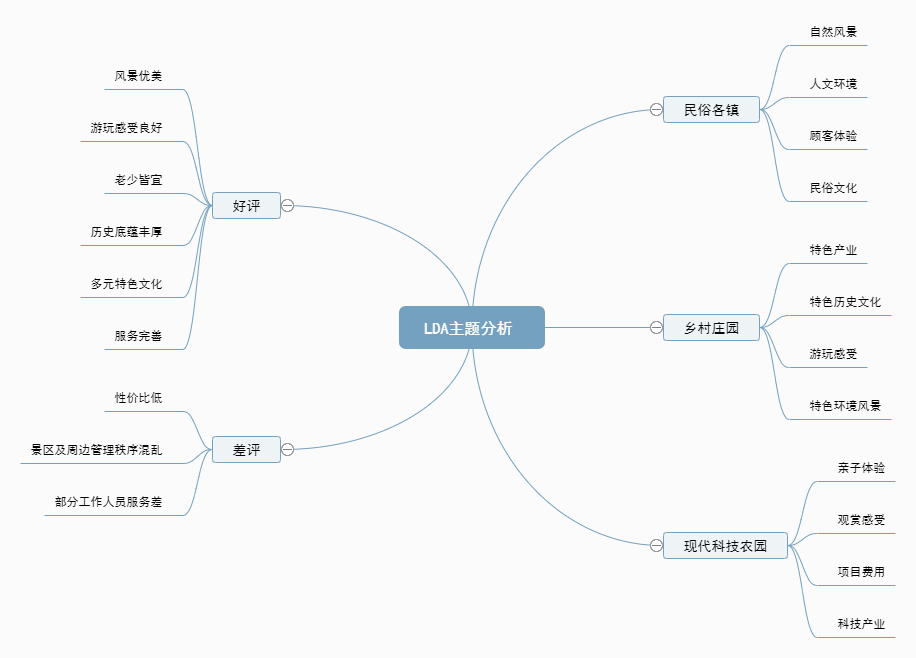 LDA主题分析
好评
风景优美
游玩感受良好
老少皆宜
历史底蕴丰厚
多元特色文化
服务完善
差评
性价比低
景区及周边管理秩序混乱
部分工作人员服务差
民俗各镇
自然风景
人文环境
顾客体验
民俗文化
乡村庄园
特色产业
特色历史文化
游玩感受
特色环境风景
现代科技农园
亲子体验
观赏感受
项目费用
科技产业